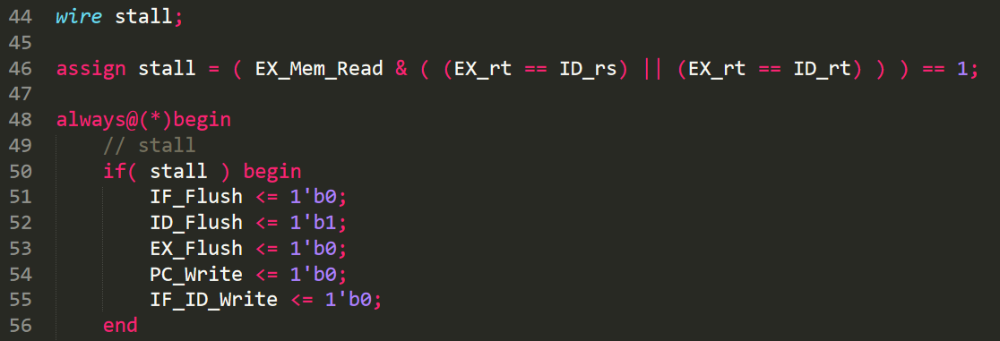 44 wire stall;
45
46 assign stall = ( EX_Mem_Read & ( (EX_rt == ID_rs) || (EX_rt == ID_rt) ) ) == 1;
47
48 always@(*)begin
49     // stall
50     if( stall ) begin
51         IF_Flush <= 1'b0;
52         ID_Flush <= 1'b1;
53         EX_Flush <= 1'b0;
54         PC_Write <= 1'b0;
55         IF_ID_Write <= 1'b0;
56     end